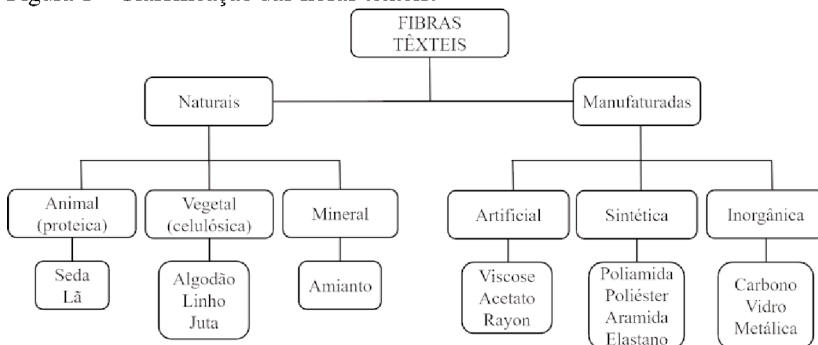 FIBRAS
TÊXTEIS
Naturais
Manufaturadas
Animal
(proteica)
Vegetal
(celulósica)
Mineral
Artificial
Sintética
Inorgânica
Seda
Lã
Algodão
Linho
Juta
Amianto
Viscose
Acetato
Rayon
Poliamida
Poliéster
Aramida
Elastano
Carbono
Vidro
Metálica